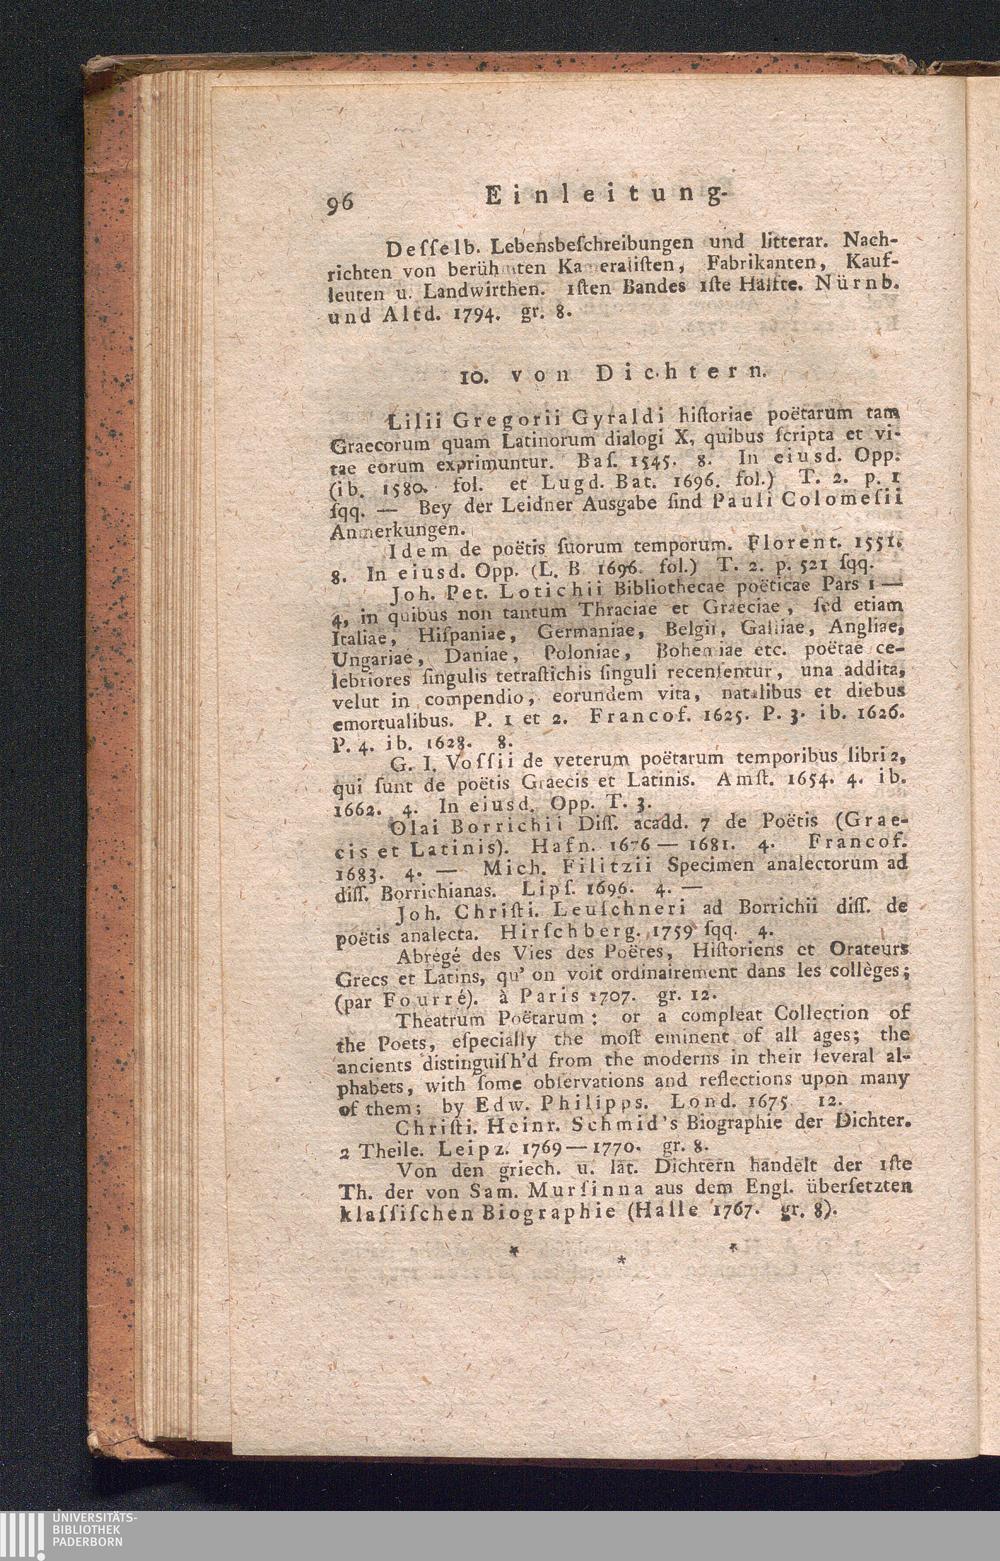 96 Einleitung.
Deſſelb. Lebensbeſchreibungen und litterar. Nach-
richten von berühmten Kameraliſten, Fabrikanten, Kauf-
leuten u. Landwirthen. 1ſten Bandes 1ſte Hälfte. Nürnb.
und Altd. 1794. gr. 8.
10. von Dichtern.
Lilii Gregorii Gyraldi hiſtoriae poëtarum tam
Graecorum quam Latinorum dialogi X, quibus ſcripta et vi-
tae eorum exprimuntur. Baſ. 1545. 8. In eiusd. Opp.
(ib. 1580. fol. et Lugd. Bat. 1696. fol.) T. 2. p. 1
ſqq. — Bey der Leidner Ausgabe ſind Pauli Colomeſii
Anmerkungen.
Idem de poëtis ſuorum temporum. Florent. 1551.
8. In eiusd. Opp. (L. B 1696. fol.) T. 2. p. 521 ſqq.
Joh. Pet. Lotichii Bibliothecae poëticae Pars 1 —
4, in quibus non tantum Thraciae et Graeciae, ſed etiam
Italiae, Hiſpaniae, Germaniae, Belgii, Galliae, Angliae,
Ungariae, Daniae, Poloniae, Bohemiae etc. poëtae ce-
lebriores ſingulis tetraſtichis ſinguli recenſentur, una addita,
velut in compendio, eorundem vita, natalibus et diebus
emortualibus. P. 1 et 2. Francof. 1625. P. 3. ib. 1626.
P. 4. ib. 1628. 8.
G. I. Voſſii de veterum poëtarum temporibus libri 2,
qui ſunt de poëtis Graecis et Latinis. Amſt. 1654. 4. ib.
1662. 4. In eiusd. Opp. T. 3.
Olai Borrichii Diſſ. acadd. 7 de Poëtis (Grae-
cis et Latinis). Hafn. 1676 — 1681. 4. Francof.
1683. 4. — Mich. Filitzii Specimen analectorum ad
diſſ. Borrichianas. Lipſ. 1696. 4. —
Joh. Chriſti. Leuſchneri ad Borrichii diſſ. de
poëtis analecta. Hirſchberg. 1759 ſqq. 4.
Abrégé des Vies des Poëtes, Hiſtoriens et Orateurs
Grecs et Latins, qu' on voit ordinairement dans les collèges;
(par Fourré). à Paris 1707. gr. 12.
Theatrum Poëtarum: or a compleat Collection of
the Poets, eſpecially the moſt eminent of all ages; the
ancients diſtinguiſh'd from the moderns in their ſeveral al-
phabets, with ſome obſervations and reflections upon many
of them; by Edw. Philipps. Lond. 1675 12.
Chriſti. Heinr. Schmid's Biographie der Dichter.
2 Theile. Leipz. 1769 — 1770. gr. 8.
Von den griech. u. lat. Dichtern handelt der 1ſte
Th. der von Sam. Murſinna aus dem Engl. überſetzten
klaſſiſchen Biographie (Halle 1767. gr. 8).
* * *
UNIVERSITÄTS-
BIBLIOTHEK
PADERBORN